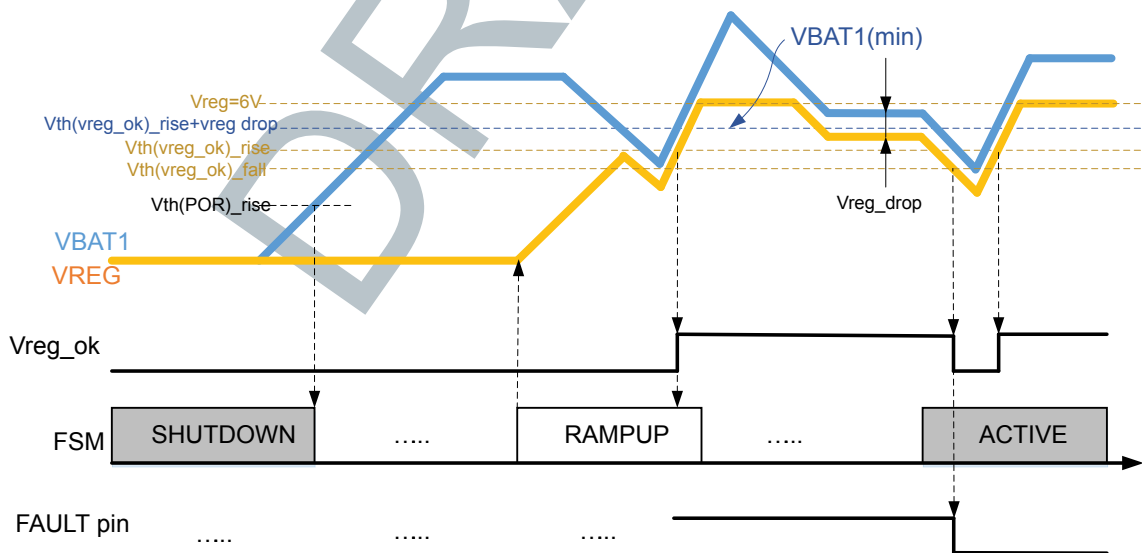 DRA
VBAT1(min)
Vreg=6V
Vth(vreg_ok)_rise+vreg drop
Vth(vreg_ok)_rise
Vth(vreg_ok)_fall
Vth(POR)_rise
Vreg_drop
VBAT1
VREG
Vreg_ok
FSM SHUTDOWN ..... RAMPUP ..... ACTIVE
FAULT pin ..... ..... .....